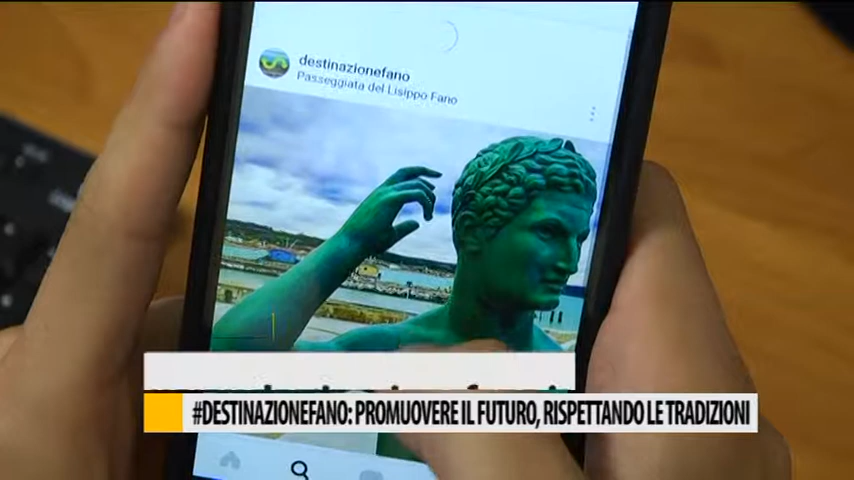 destinazionefano
Passeggiata del Lisippo Fano
#DESTINAZIONEFANO: PROMUOVERE IL FUTURO, RISPETTANDO LE TRADIZIONI